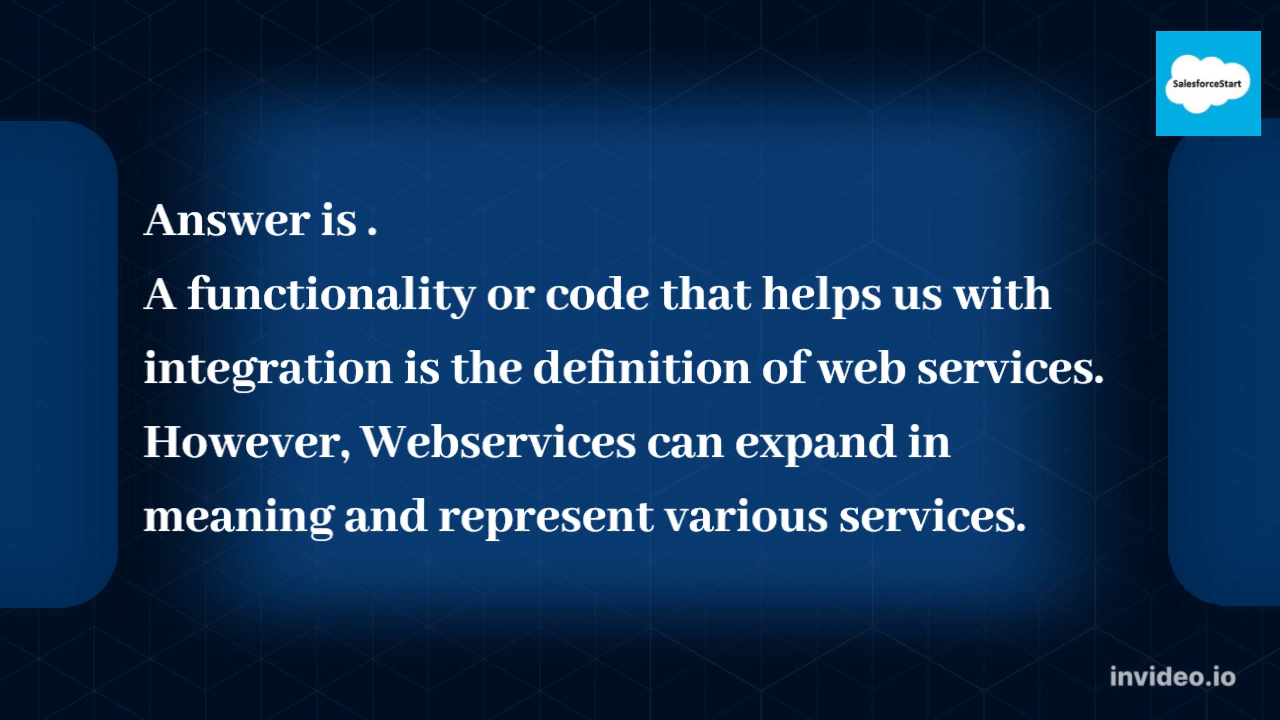 SalesforceStart
Answer is .
A functionality or code that helps us with
integration is the definition of web services.
However, Webservices can expand in
meaning and represent various services.
invideo.io